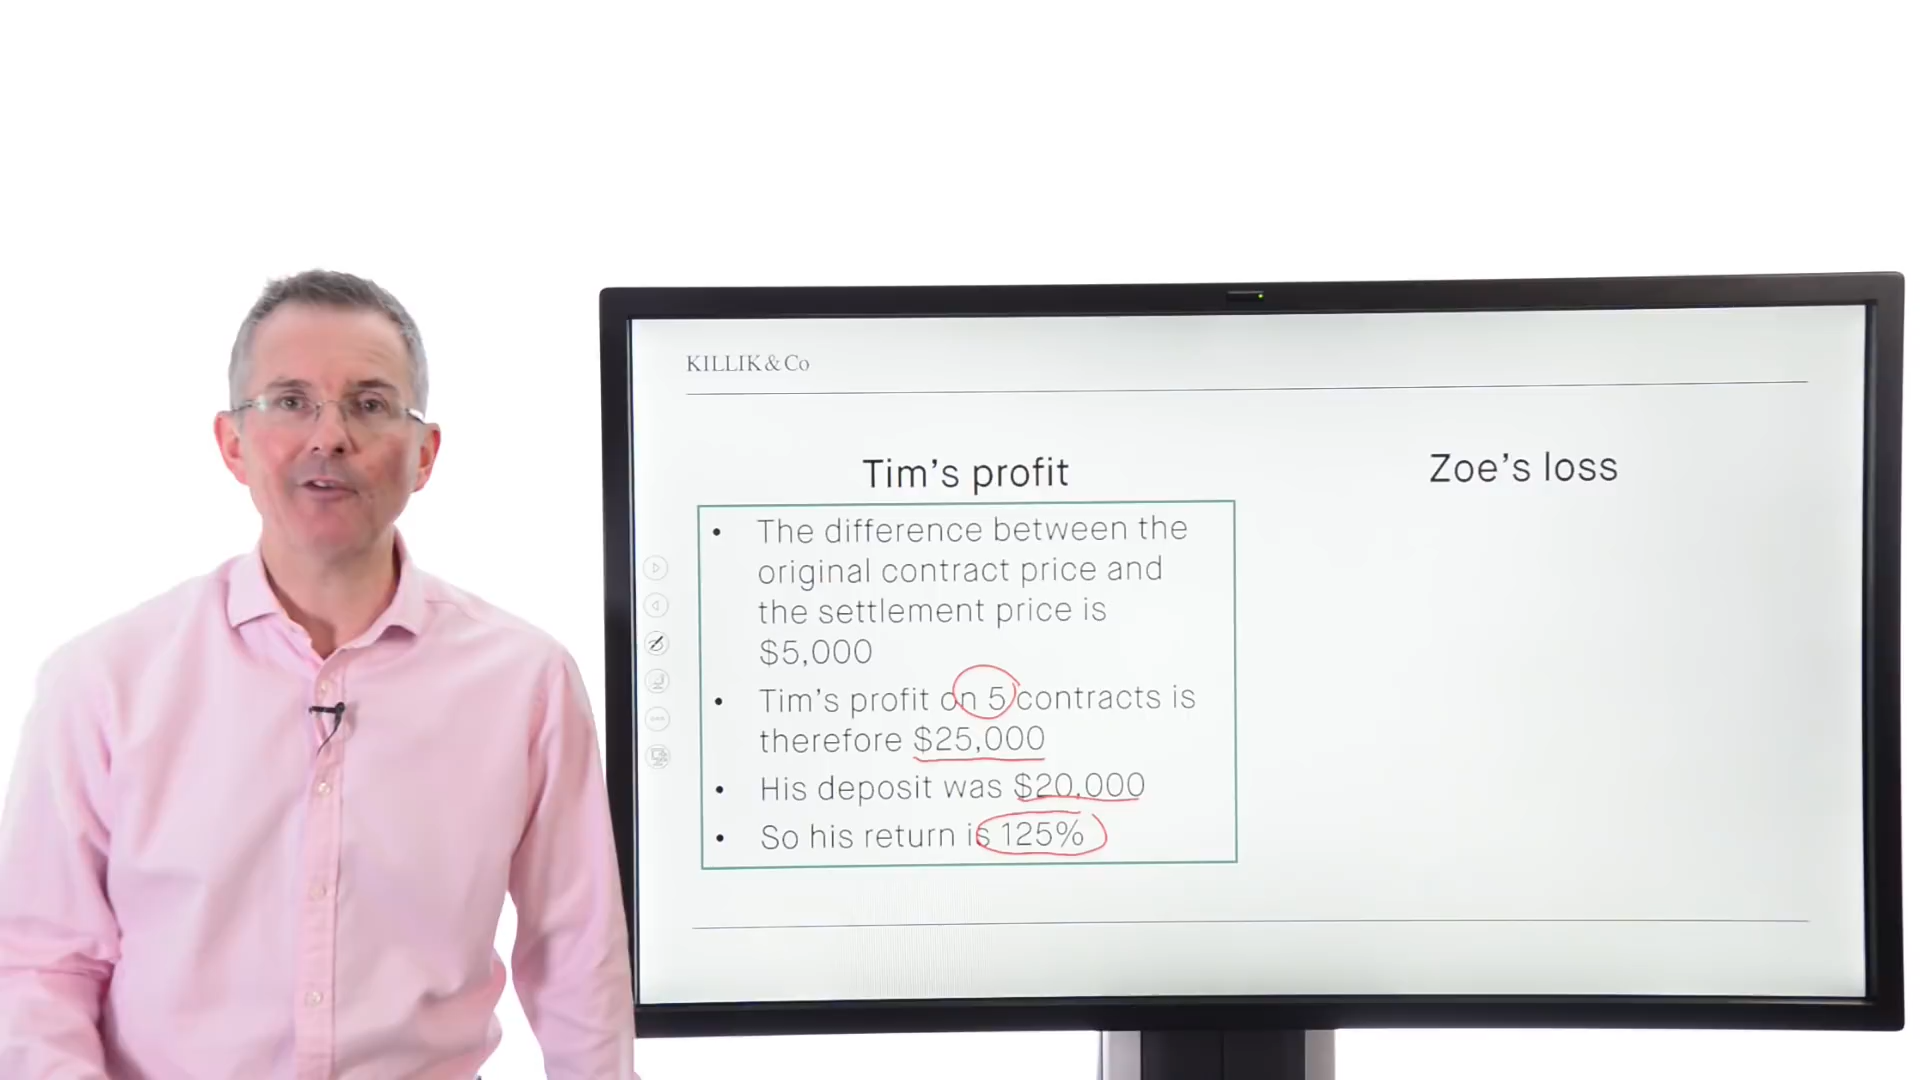 KILLIK&Co
Tim's profit
• The difference between the
original contract price and
the settlement price is
$5,000
• Tim's profit on 5 contracts is
therefore $25,000
• His deposit was $20,000
• So his return is 125%
Zoe's loss